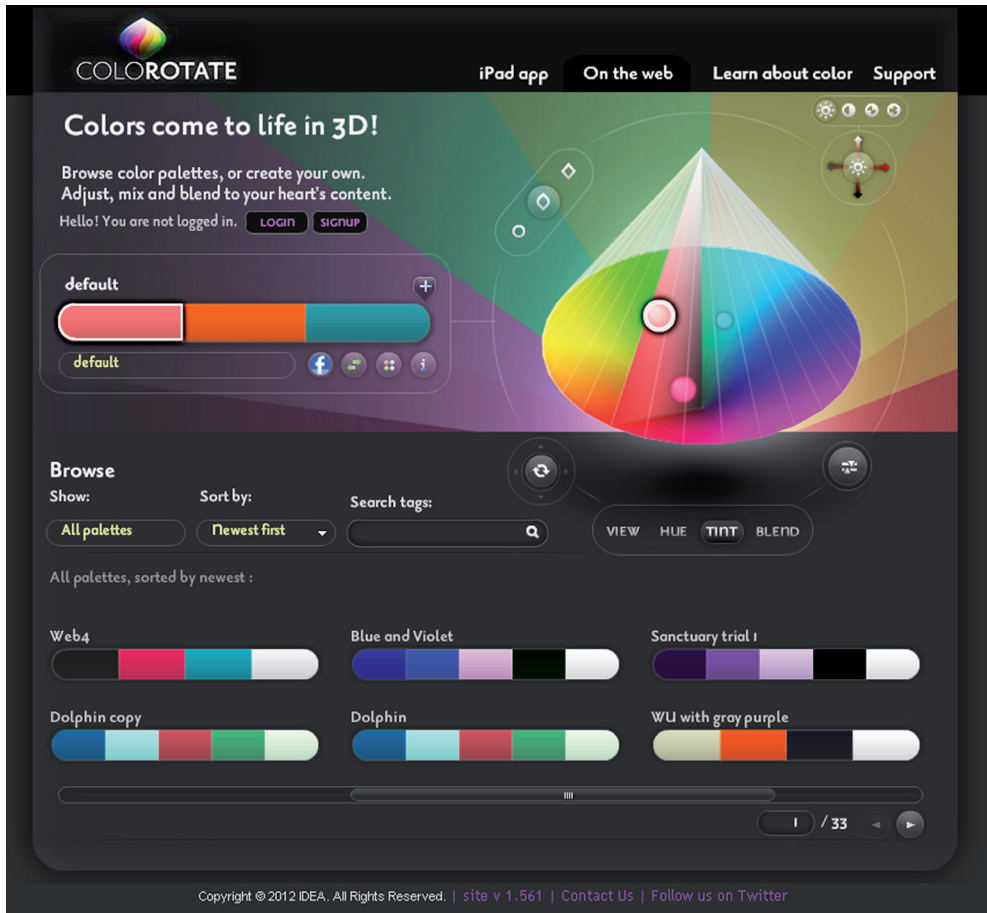 COLOROTATE
iPad app On the web Learn about color Support
Colors come to life in 3D!
Browse color palettes, or create your own.
Adjust, mix and blend to your heart's content.
Hello! You are not logged in. LOGIN SIGNUP
default
default
f i
Browse
Show: Sort by: Search tags:
All palettes Newest first
VIEW HUE TINT BLEND
All palettes, sorted by newest :
Web4 Blue and Violet Sanctuary trial 1
Dolphin copy Dolphin WU with gray purple
1 / 33
Copyright © 2012 IDEA. All Rights Reserved. | site v 1.561 | Contact Us | Follow us on Twitter